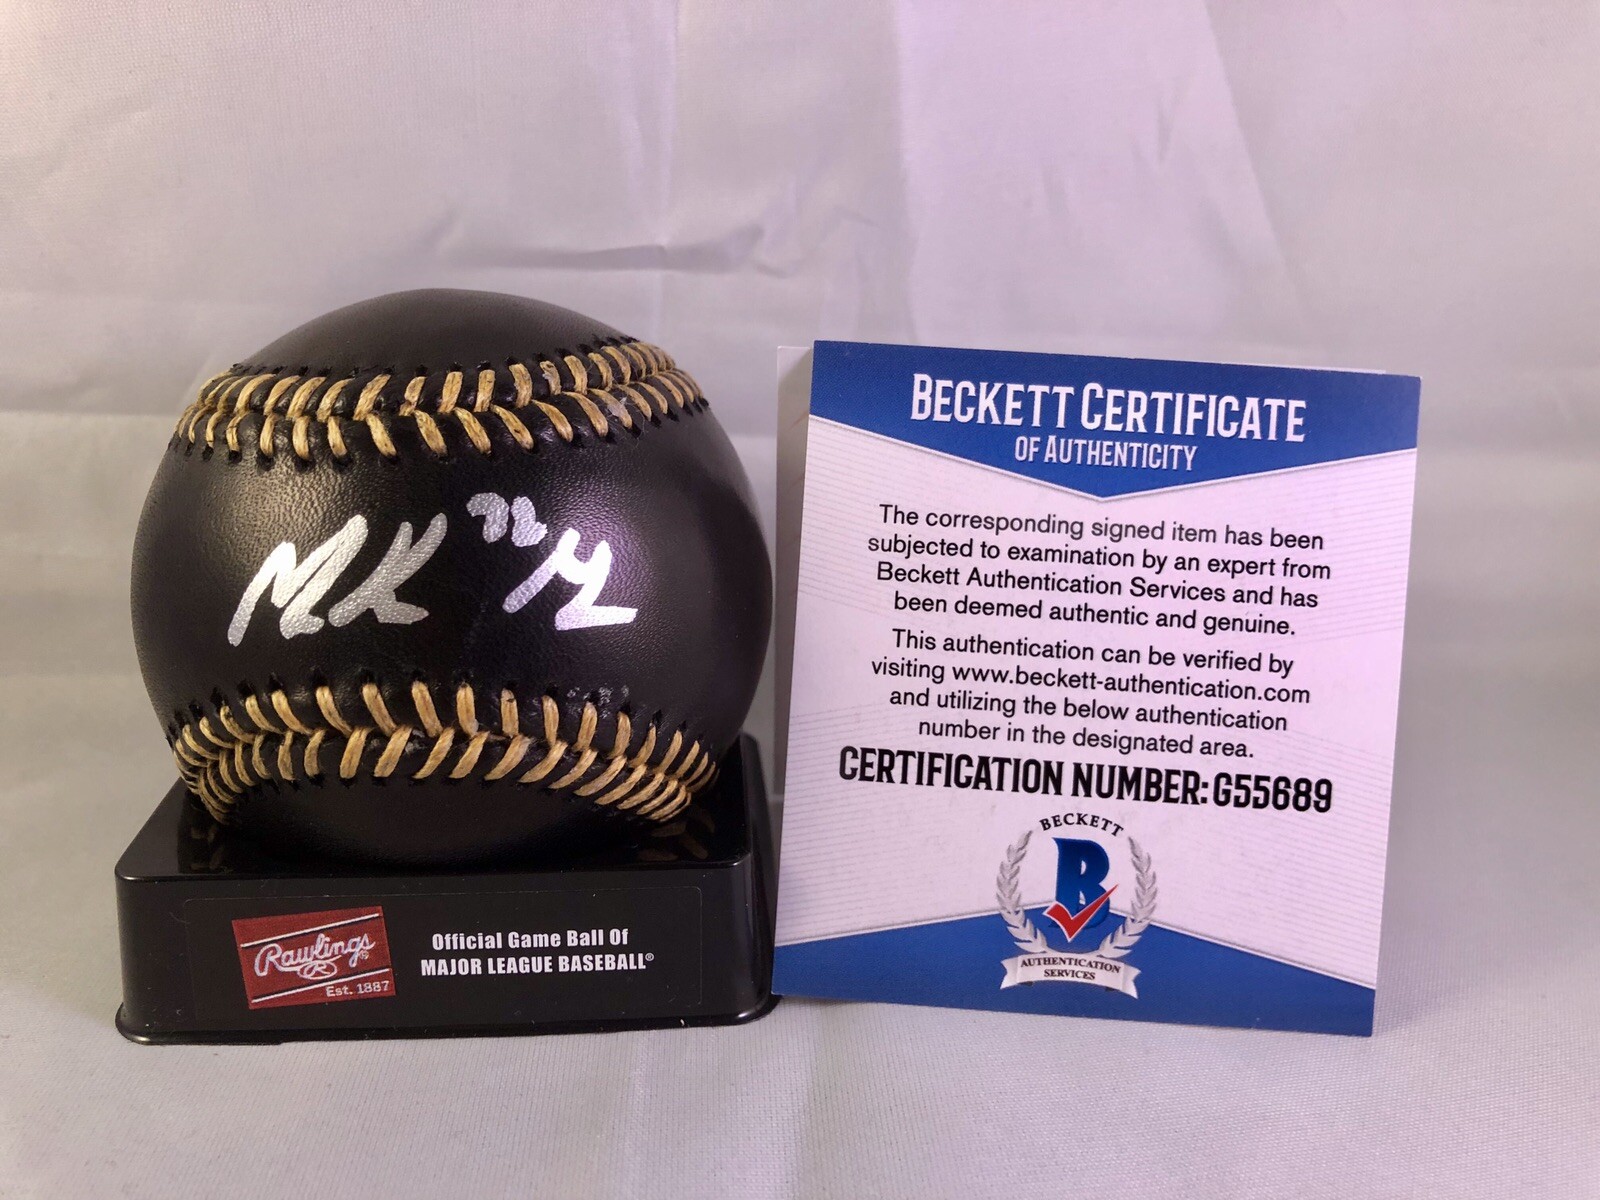 BECKETT CERTIFICATE
OF AUTHENTICITY
The corresponding signed item has been
subjected to examination by an expert from
Beckett Authentication Services and has
been deemed authentic and genuine.
This authentication can be verified by
visiting www.beckett-authentication.com
and utilizing the below authentication
number in the designated area.
CERTIFICATION NUMBER: G55689
BECKETT
B
AUTHENTICATION
SERVICES
Rawlings®
R
Est. 1887
Official Game Ball Of
MAJOR LEAGUE BASEBALL®